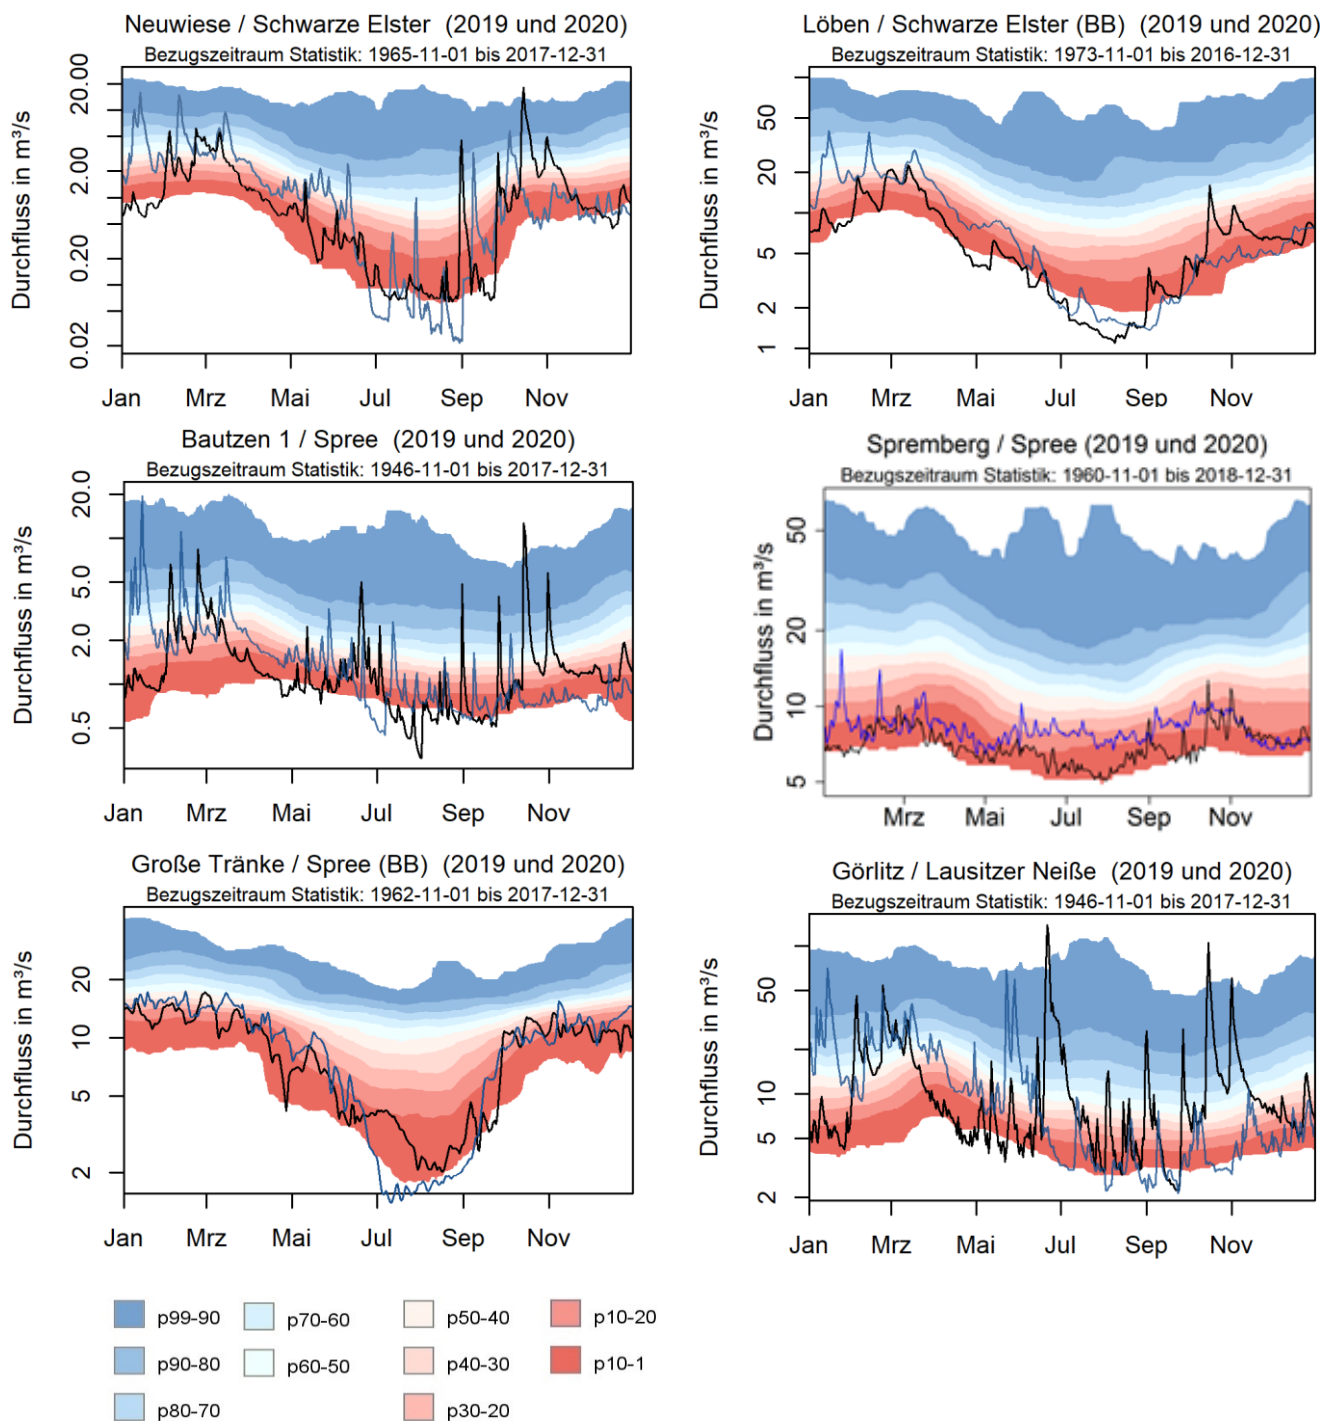 Neuwiese / Schwarze Elster (2019 und 2020)
Bezugszeitraum Statistik: 1965-11-01 bis 2017-12-31
Durchfluss in m³/s
20.00
2.00
0.20
0.02
Jan Mrz Mai Jul Sep Nov
Löben / Schwarze Elster (BB) (2019 und 2020)
Bezugszeitraum Statistik: 1973-11-01 bis 2016-12-31
Durchfluss in m³/s
50
20
5
2
1
Jan Mrz Mai Jul Sep Nov
Bautzen 1 / Spree (2019 und 2020)
Bezugszeitraum Statistik: 1946-11-01 bis 2017-12-31
Durchfluss in m³/s
20.0
5.0
2.0
0.5
Jan Mrz Mai Jul Sep Nov
Spremberg / Spree (2019 und 2020)
Bezugszeitraum Statistik: 1960-11-01 bis 2018-12-31
Durchfluss in m³/s
50
20
10
5
Mrz Mai Jul Sep Nov
Große Tränke / Spree (BB) (2019 und 2020)
Bezugszeitraum Statistik: 1962-11-01 bis 2017-12-31
Durchfluss in m³/s
20
10
5
2
Jan Mrz Mai Jul Sep Nov
Görlitz / Lausitzer Neiße (2019 und 2020)
Bezugszeitraum Statistik: 1946-11-01 bis 2017-12-31
Durchfluss in m³/s
50
10
5
2
Jan Mrz Mai Jul Sep Nov
p99-90 p70-60 p50-40 p10-20
p90-80 p60-50 p40-30 p10-1
p80-70 p30-20